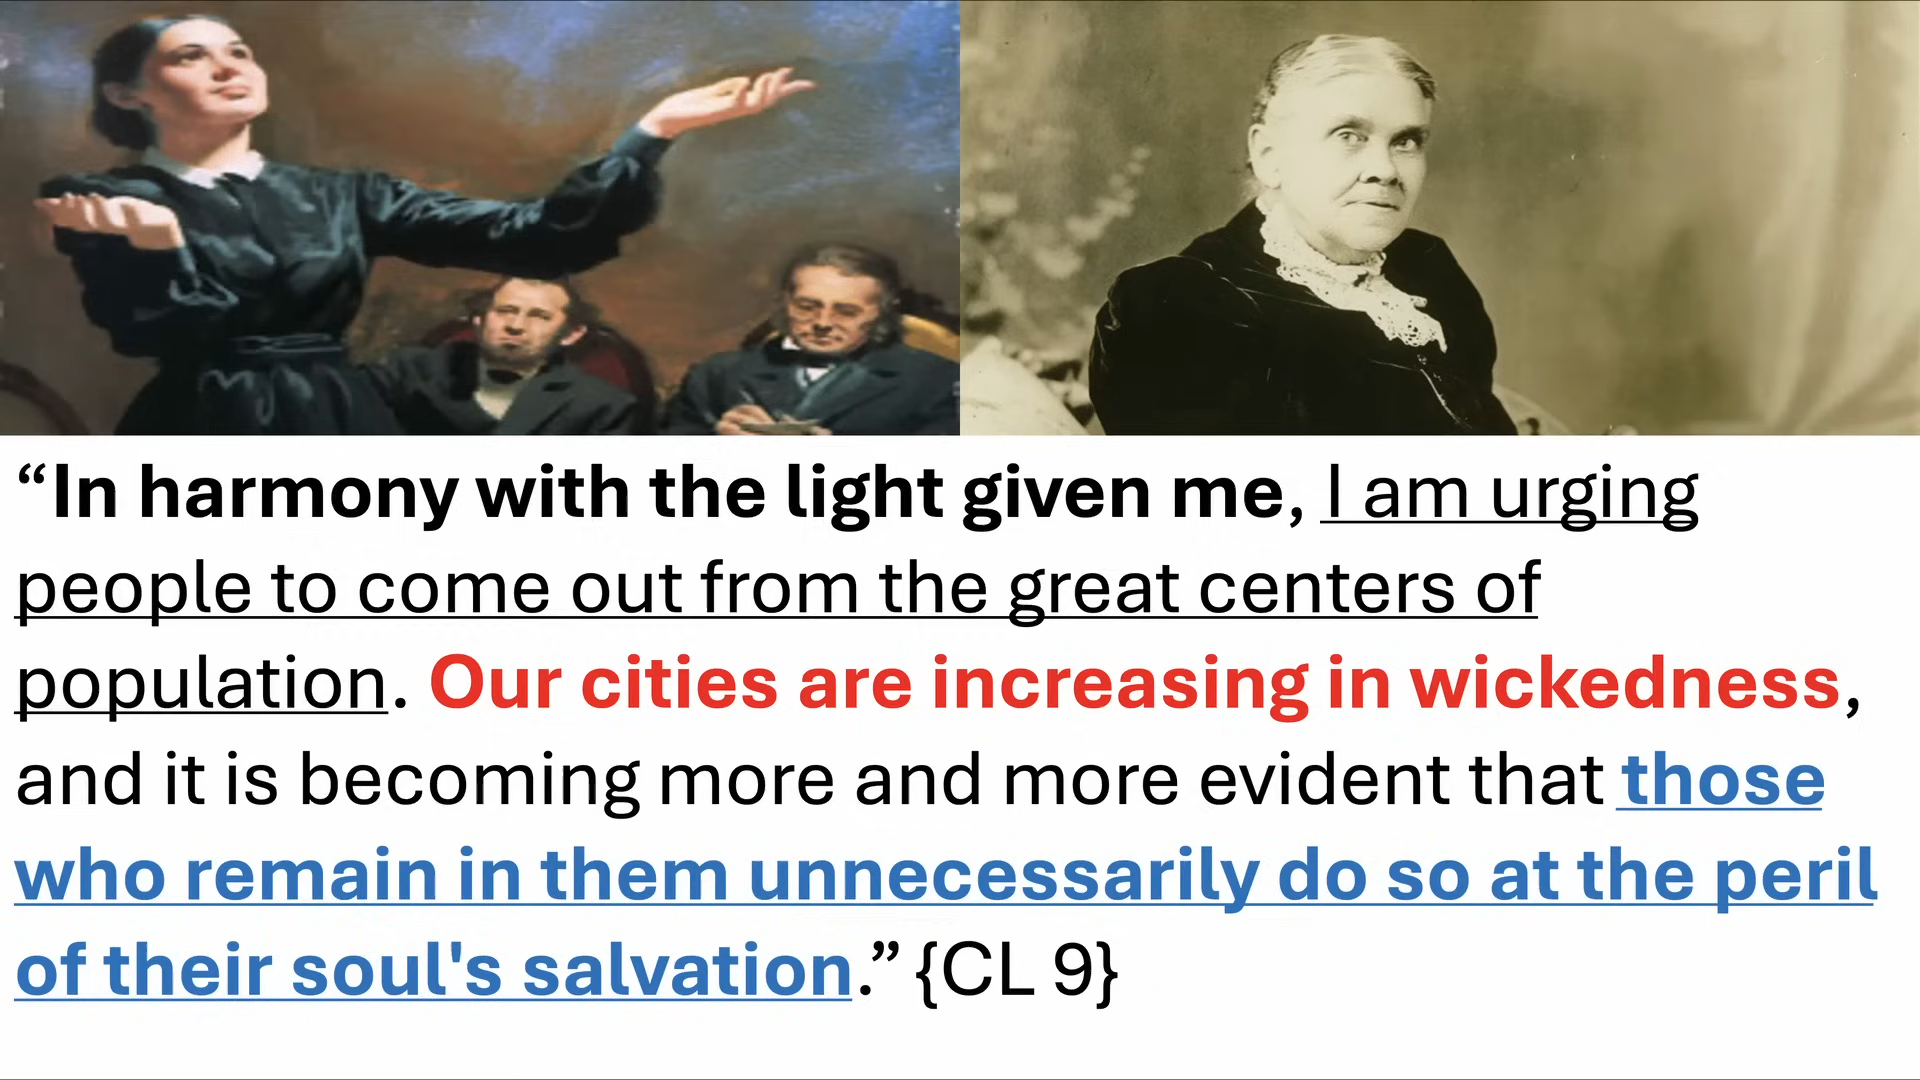 “In harmony with the light given me, I am urging
people to come out from the great centers of
population. Our cities are increasing in wickedness,
and it is becoming more and more evident that those
who remain in them unnecessarily do so at the peril
of their soul's salvation.” {CL 9}